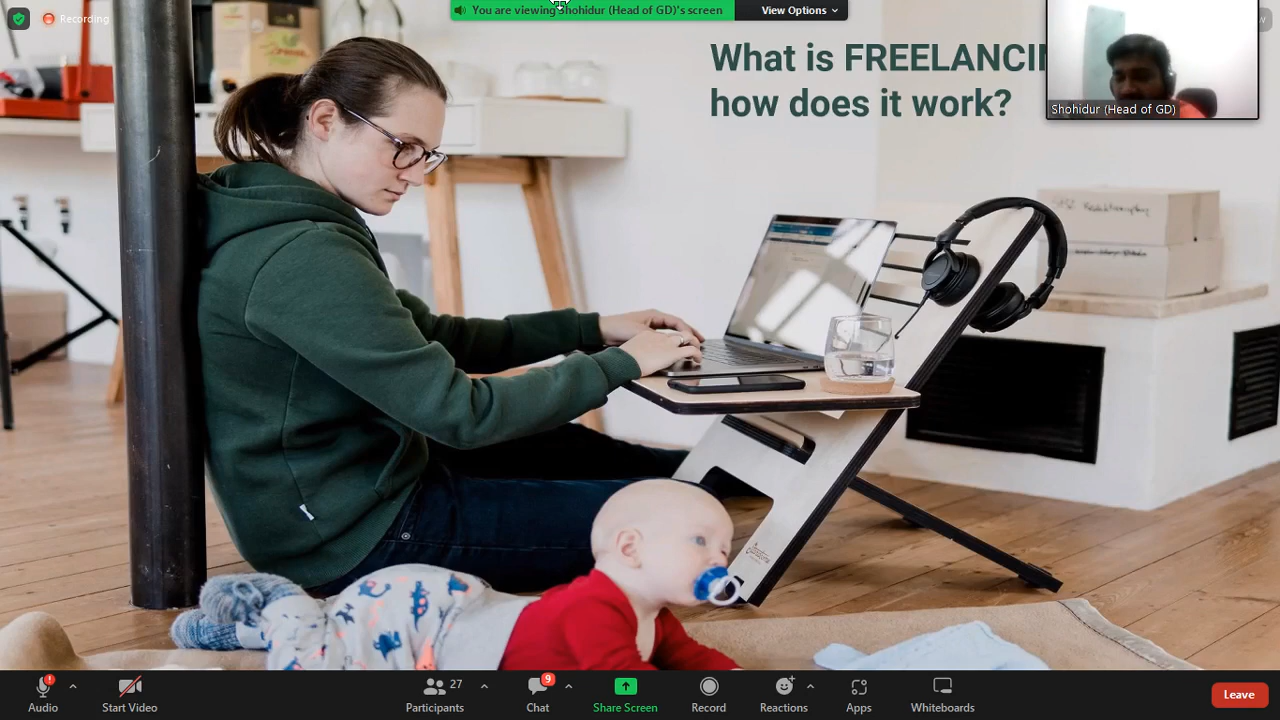 Recording
You are viewing Shohidur (Head of GD)'s screen
View Options
What is FREELANCIN
how does it work?
Shohidur (Head of GD)
Audio
Start Video
Participants
27
Chat
9
Share Screen
Record
Reactions
Apps
Whiteboards
Leave